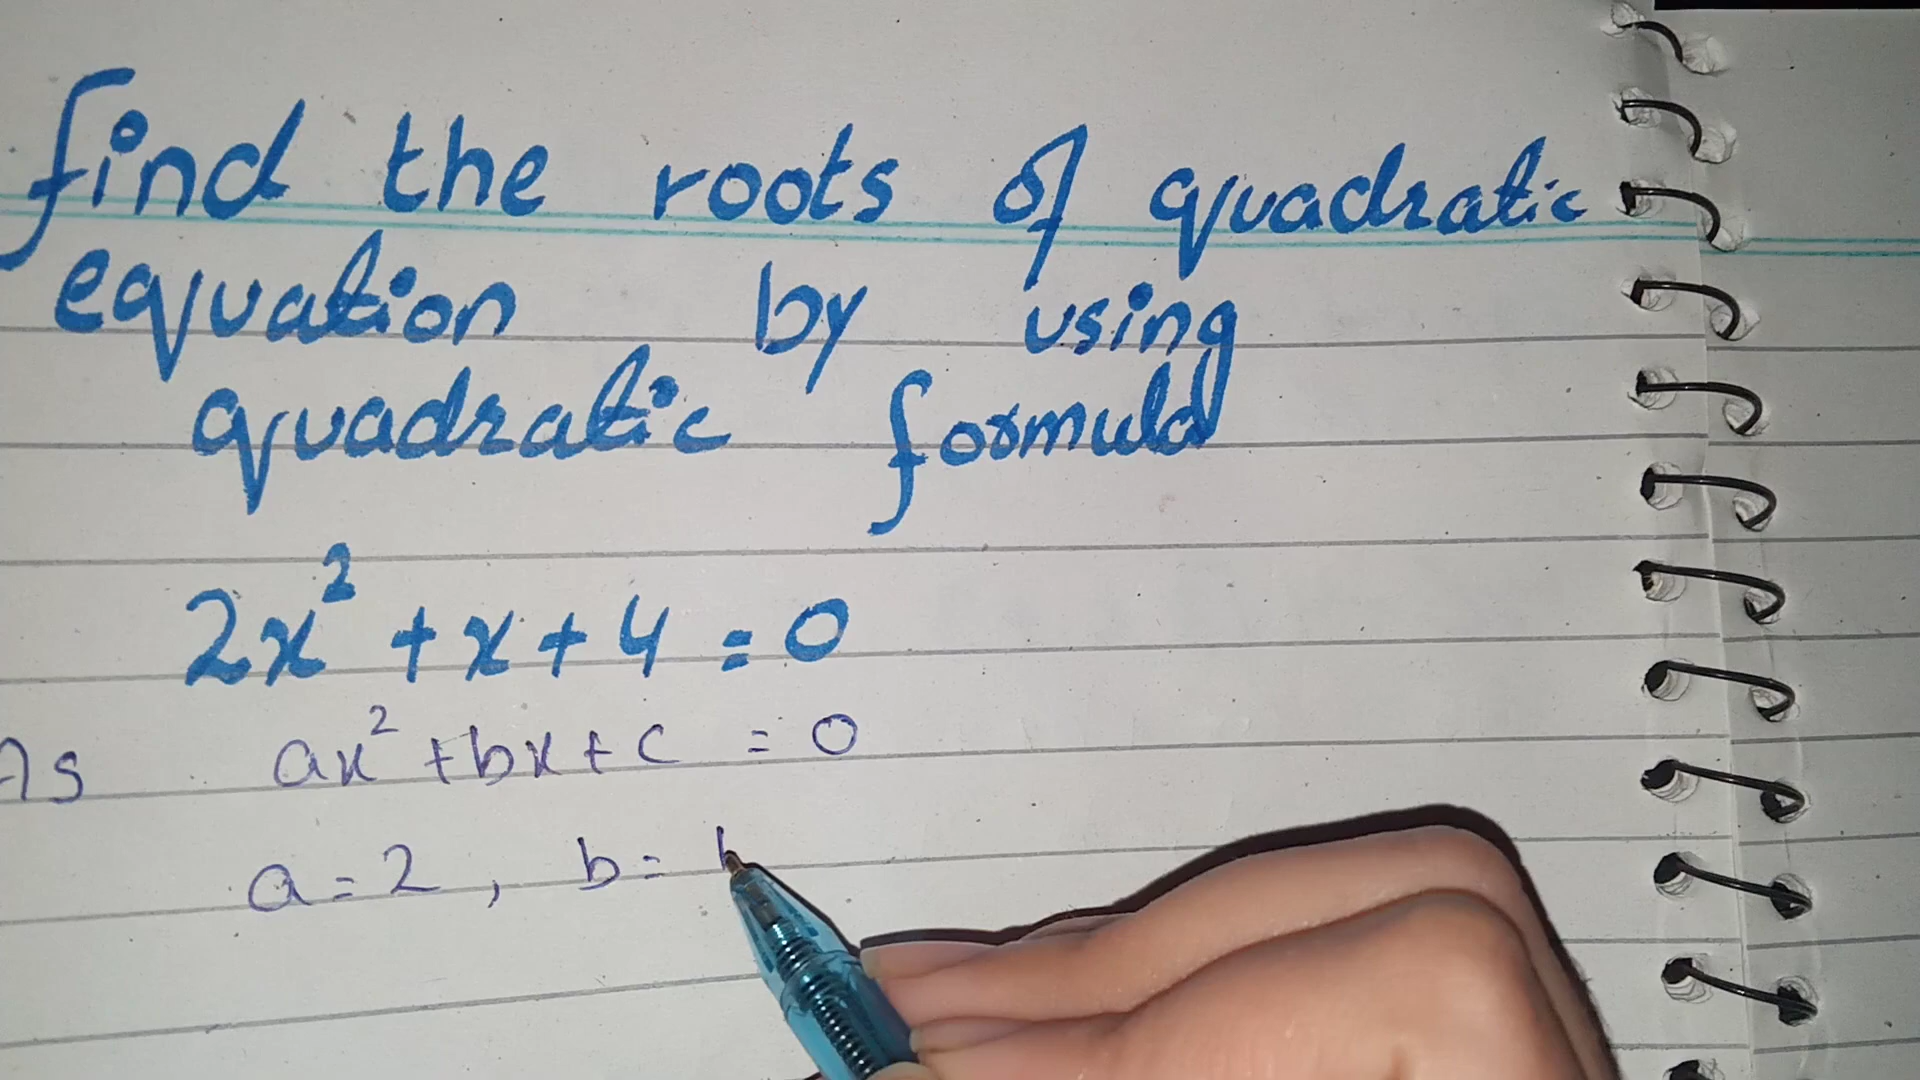 find the roots of quadratic
equation by using
quadratic formula
2x² + x + 4 = 0
As ax² + bx + c = 0
a = 2 , b = 1